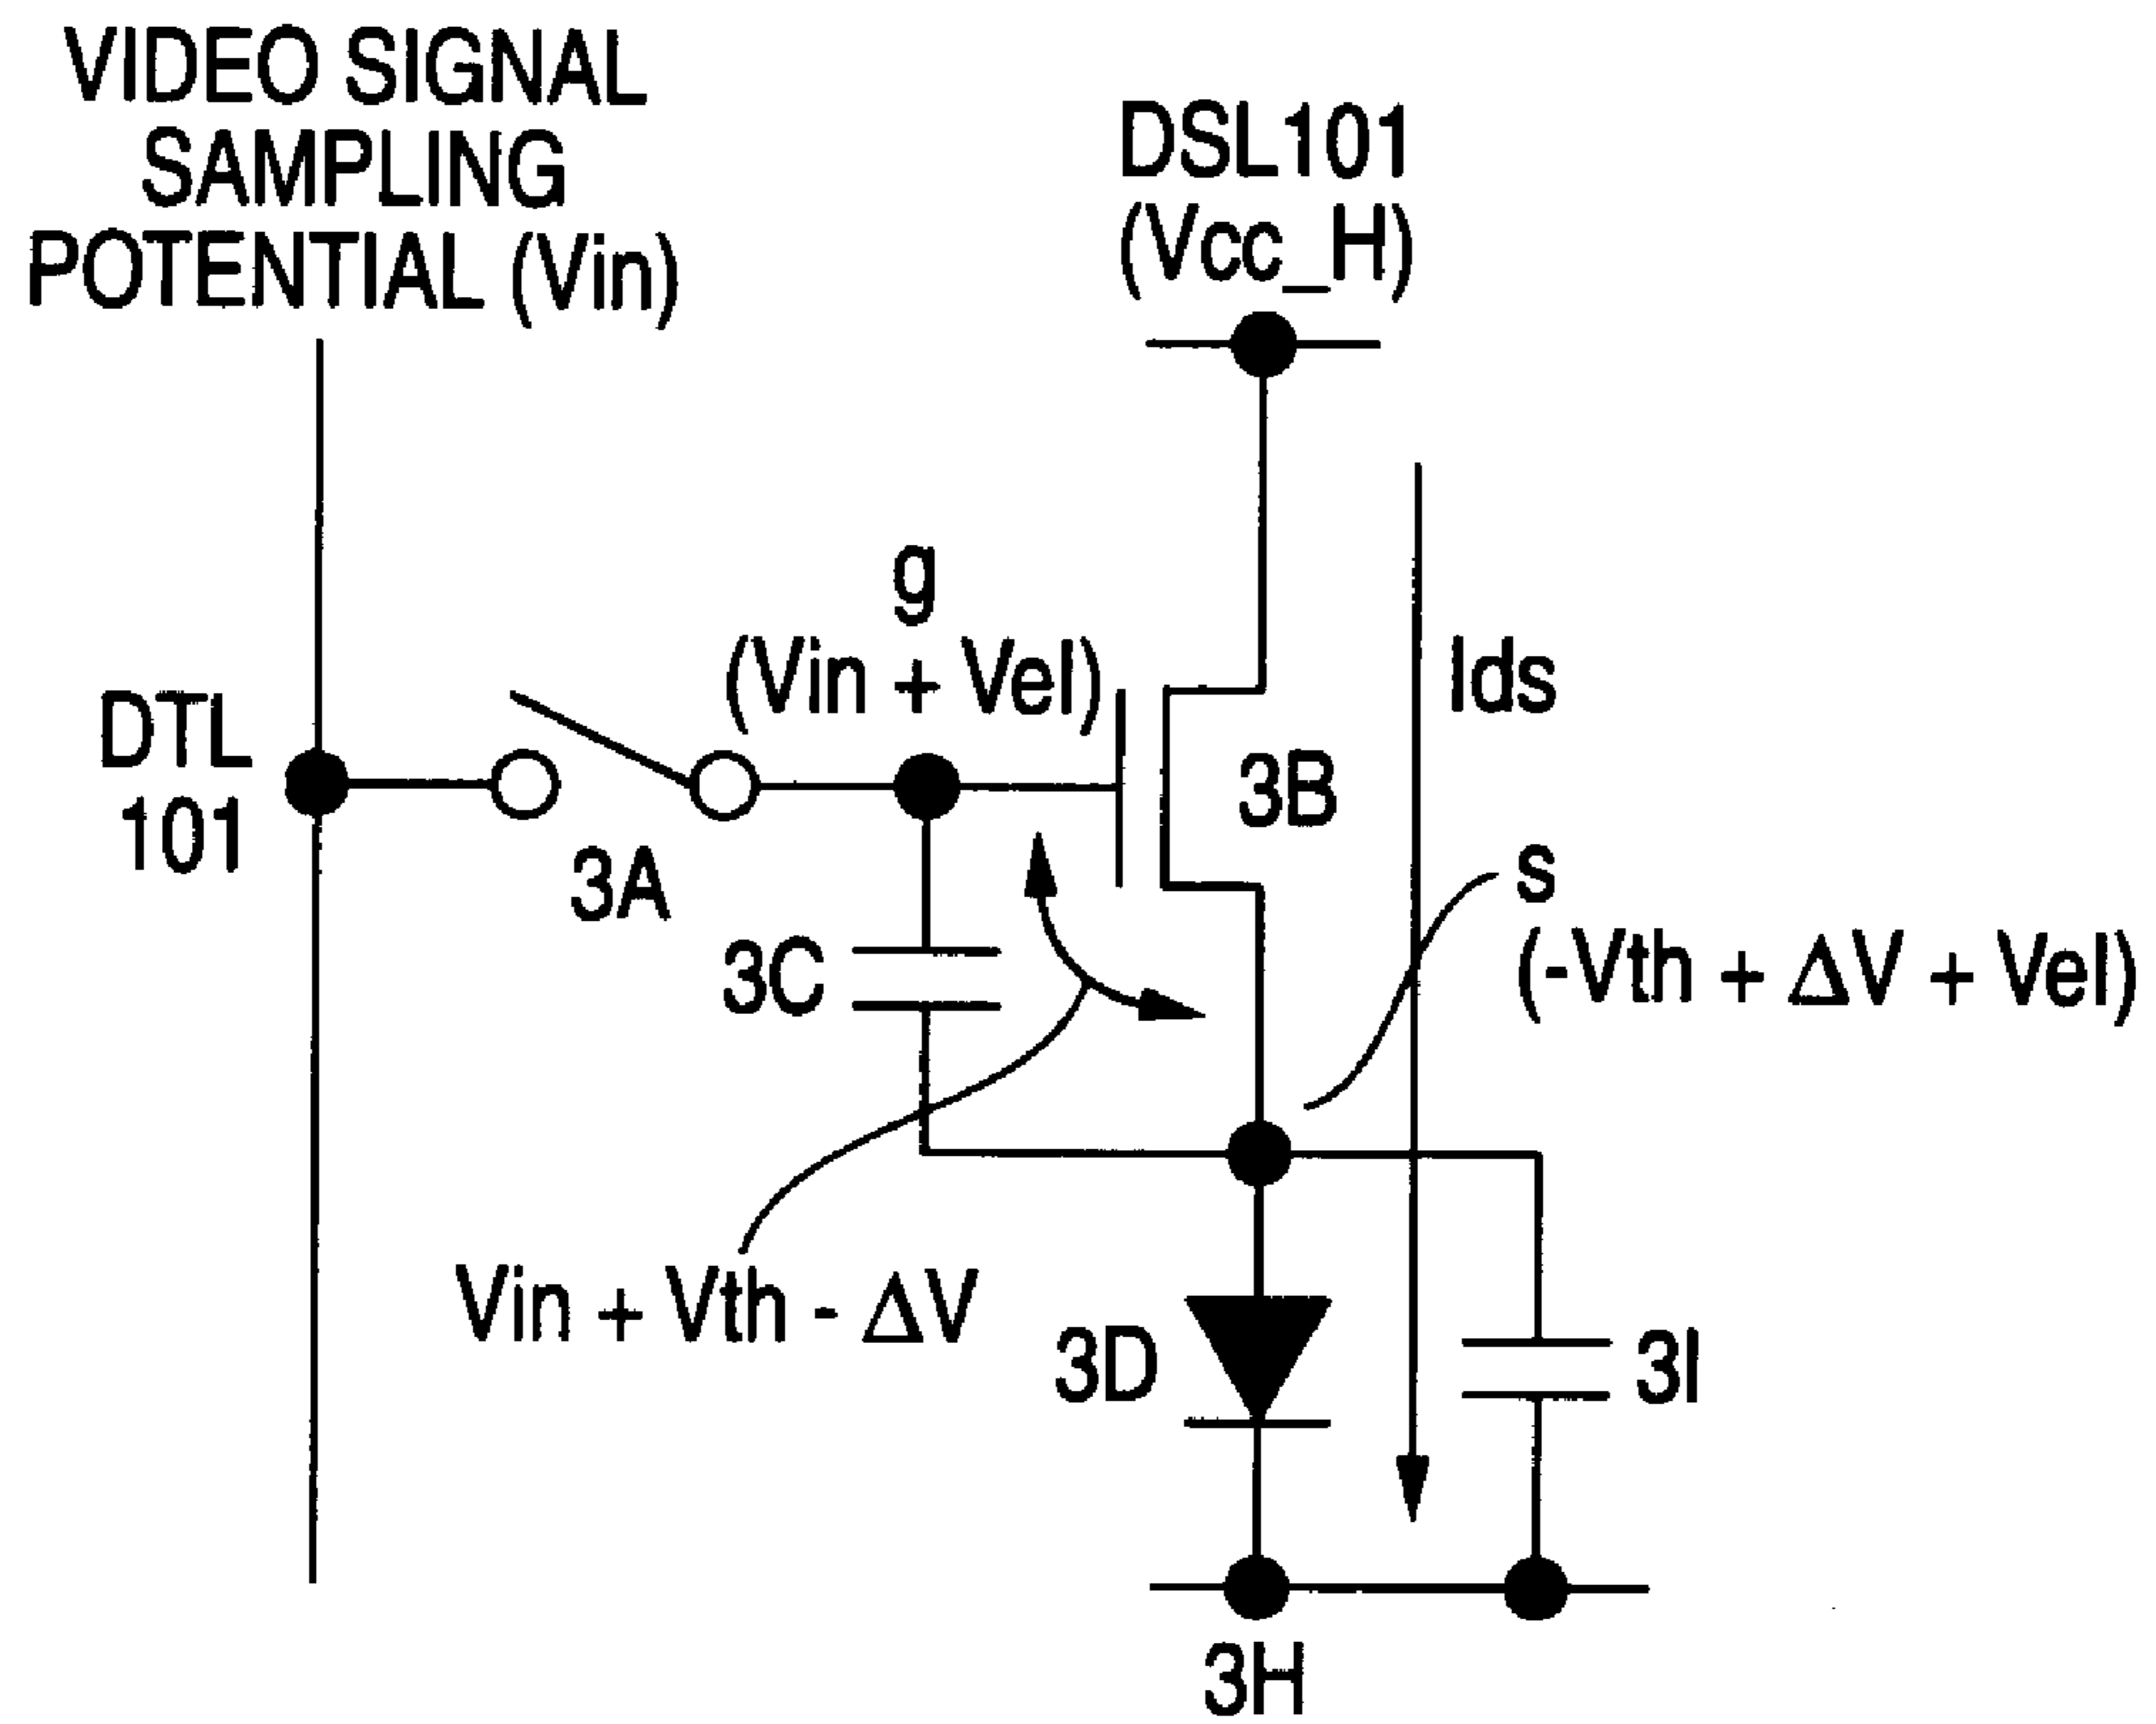 VIDEO SIGNAL
SAMPLING
POTENTIAL (Vin)
DSL101
(Vcc_H)
g
(Vin + Vel)
Ids
DTL
101
3A
3B
3C
s
(-Vth + ΔV + Vel)
Vin + Vth - ΔV
3D
3I
3H